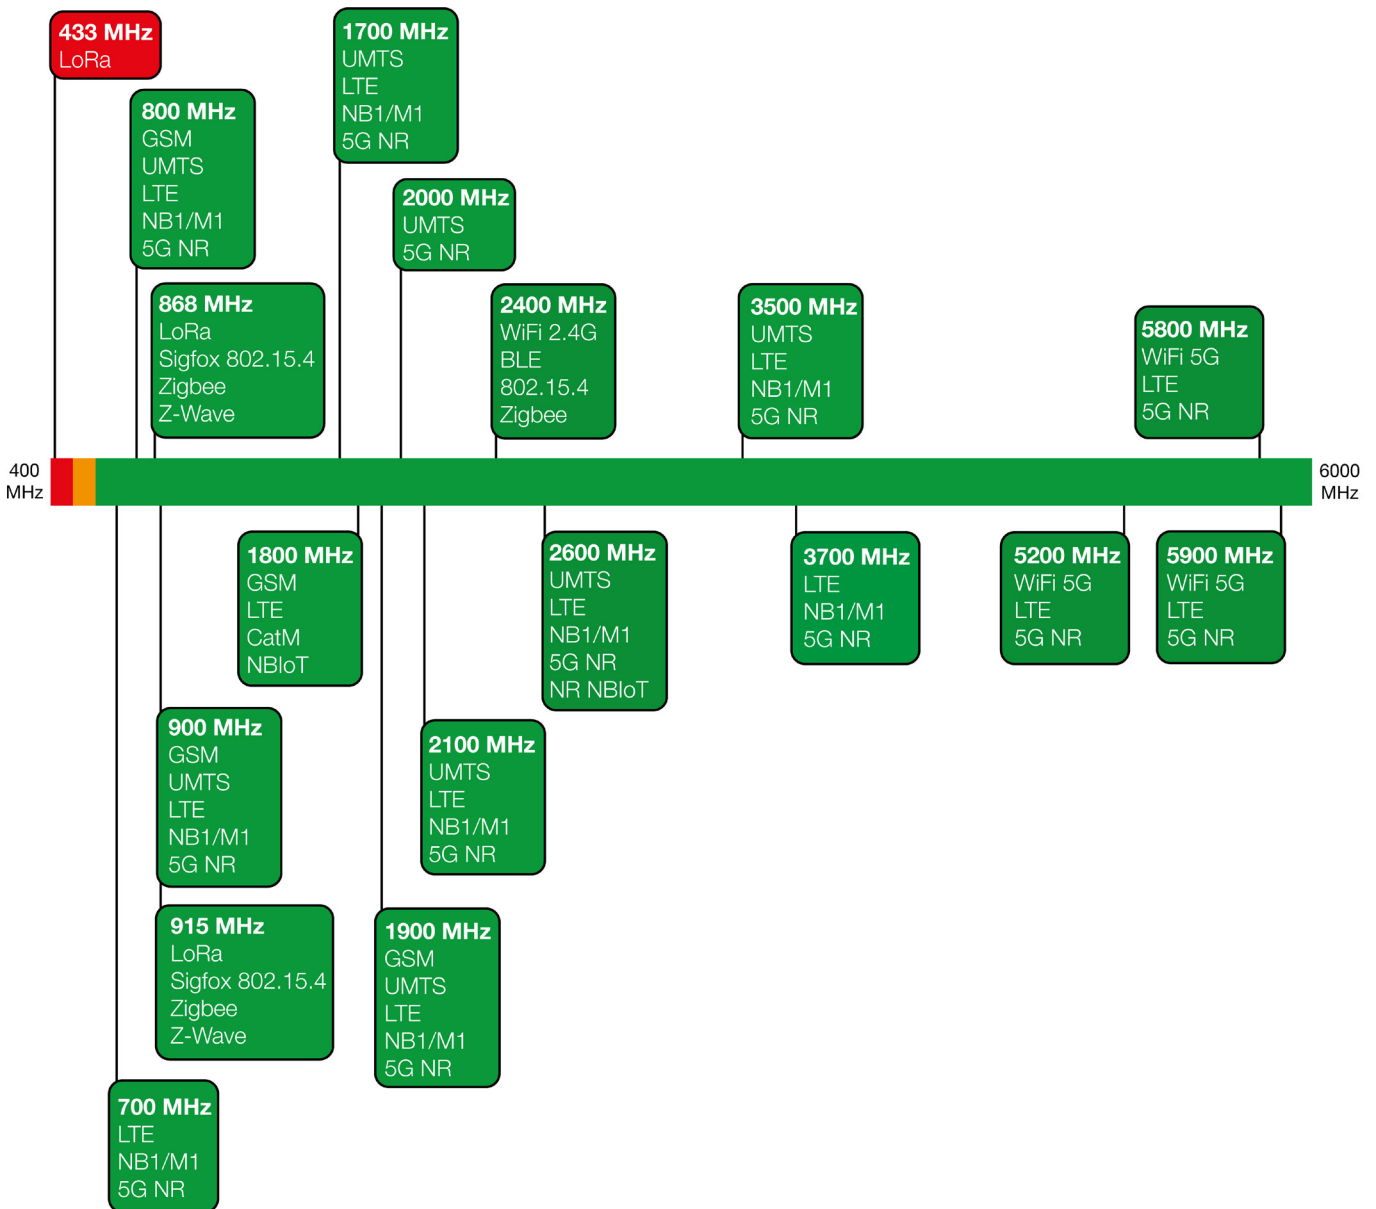 433 MHz
LoRa
800 MHz
GSM
UMTS
LTE
NB1/M1
5G NR
868 MHz
LoRa
Sigfox 802.15.4
Zigbee
Z-Wave
1700 MHz
UMTS
LTE
NB1/M1
5G NR
2000 MHz
UMTS
5G NR
2400 MHz
WiFi 2.4G
BLE
802.15.4
Zigbee
3500 MHz
UMTS
LTE
NB1/M1
5G NR
5800 MHz
WiFi 5G
LTE
5G NR
400
MHz
6000
MHz
1800 MHz
GSM
LTE
CatM
NBIoT
2600 MHz
UMTS
LTE
NB1/M1
5G NR
NR NBIoT
3700 MHz
LTE
NB1/M1
5G NR
5200 MHz
WiFi 5G
LTE
5G NR
5900 MHz
WiFi 5G
LTE
5G NR
900 MHz
GSM
UMTS
LTE
NB1/M1
5G NR
2100 MHz
UMTS
LTE
NB1/M1
5G NR
915 MHz
LoRa
Sigfox 802.15.4
Zigbee
Z-Wave
1900 MHz
GSM
UMTS
LTE
NB1/M1
5G NR
700 MHz
LTE
NB1/M1
5G NR